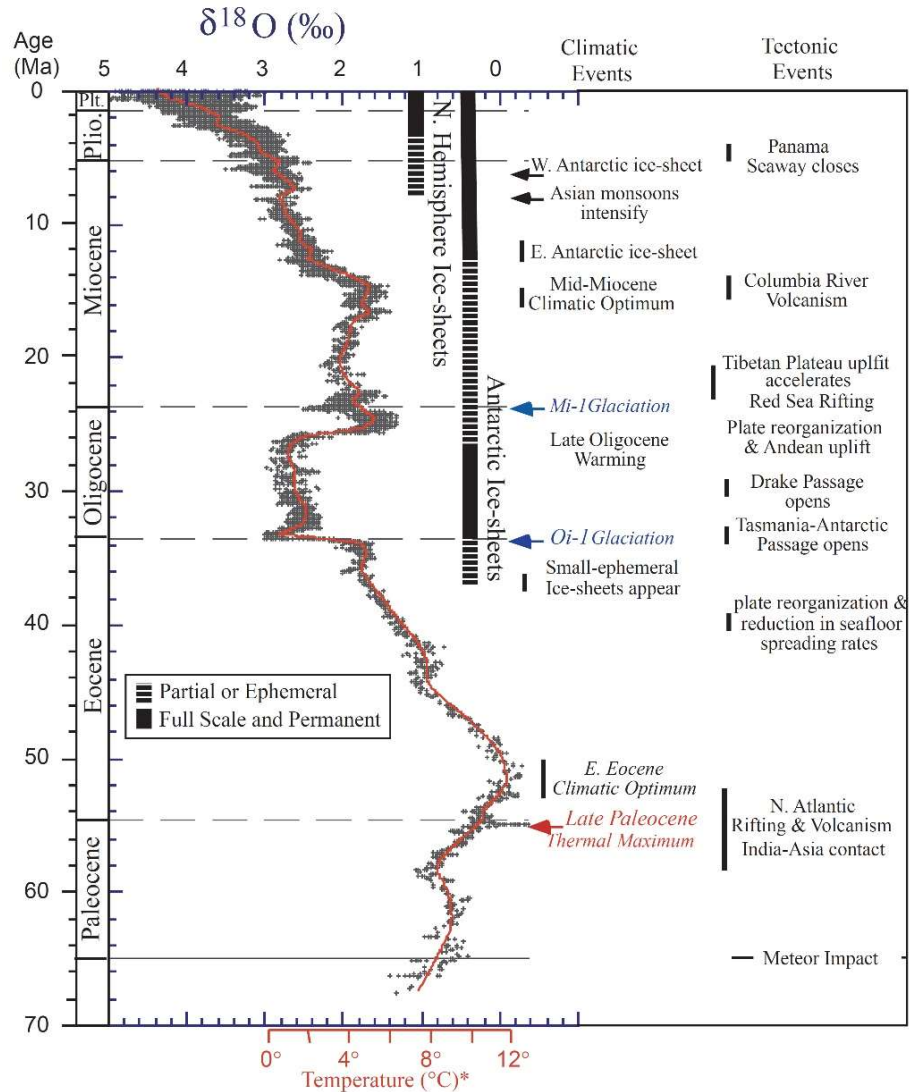 δ18O (‰)
Age
(Ma)
5 4 3 2 1 0
Climatic
Events
Tectonic
Events
0
10
20
30
40
50
60
70
Plt.
Plio.
Miocene
Oligocene
Eocene
Paleocene
N. Hemisphere Ice-sheets
Antarctic Ice-sheets
W. Antarctic ice-sheet
Asian monsoons
intensify
E. Antarctic ice-sheet
Mid-Miocene
Climatic Optimum
Mi-1Glaciation
Late Oligocene
Warming
Oi-1 Glaciation
Small-ephemeral
Ice-sheets appear
E. Eocene
Climatic Optimum
Late Paleocene
Thermal Maximum
Panama
Seaway closes
Columbia River
Volcanism
Tibetan Plateau uplfit
accelerates
Red Sea Rifting
Plate reorganization
& Andean uplift
Drake Passage
opens
Tasmania-Antarctic
Passage opens
plate reorganization &
reduction in seafloor
spreading rates
N. Atlantic
Rifting & Volcanism
India-Asia contact
Meteor Impact
Partial or Ephemeral
Full Scale and Permanent
0° 4° 8° 12°
Temperature (°C)*